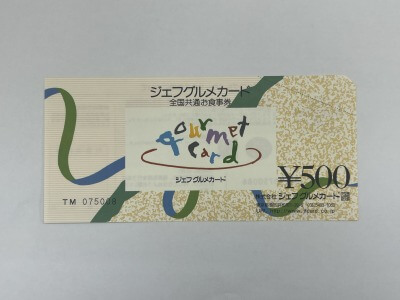 ジェフグルメカード
全国共通お食事券
gourmet
card
ジェフグルメカード
¥500
株式会社 ジェフグルメカード
TM 075009